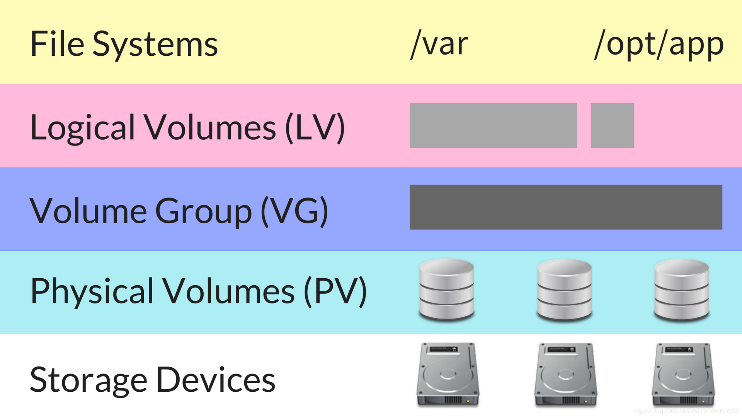 File Systems /var /opt/app
Logical Volumes (LV)
Volume Group (VG)
Physical Volumes (PV)
Storage Devices